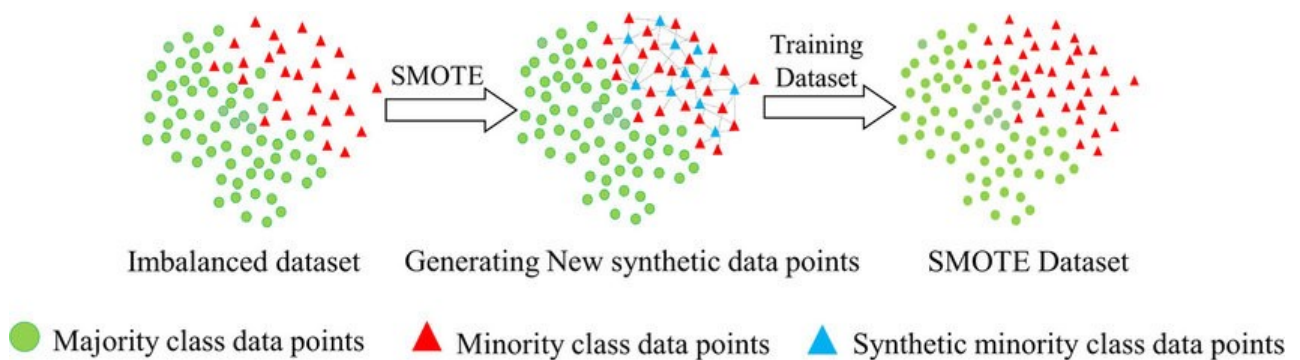 SMOTE
Training
Dataset
Imbalanced dataset
Generating New synthetic data points
SMOTE Dataset
Majority class data points
Minority class data points
Synthetic minority class data points